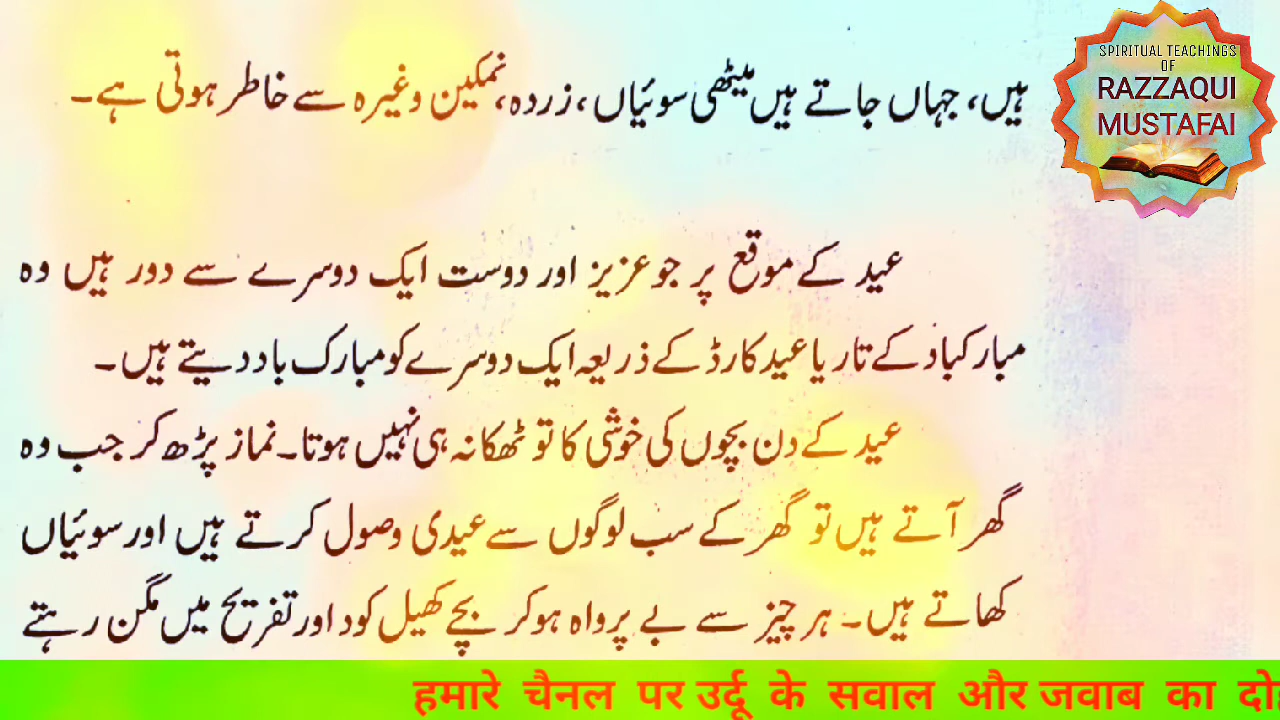 ہیں، جہاں جاتے ہیں میٹھی سوئیاں، زردہ، نمکین وغیرہ سے خاطر ہوتی ہے۔
SPIRITUAL TEACHINGS
OF
RAZZAQUI
MUSTAFAI
عید کے موقع پر جو عزیز اور دوست ایک دوسرے سے دور ہیں وہ
مبارکباد کے تار یا عید کارڈ کے ذریعہ ایک دوسرے کو مبارک باد دیتے ہیں۔
عید کے دن بچوں کی خوشی کا تو ٹھکانہ ہی نہیں ہوتا۔ نماز پڑھ کر جب وہ
گھر آتے ہیں تو گھر کے سب لوگوں سے عیدی وصول کرتے ہیں اور سوئیاں
کھاتے ہیں۔ ہر چیز سے بے پرواہ ہوکر بچے کھیل کود اور تفریح میں مگن رہتے
हमारे चैनल पर उर्दू के सवाल और जवाब का